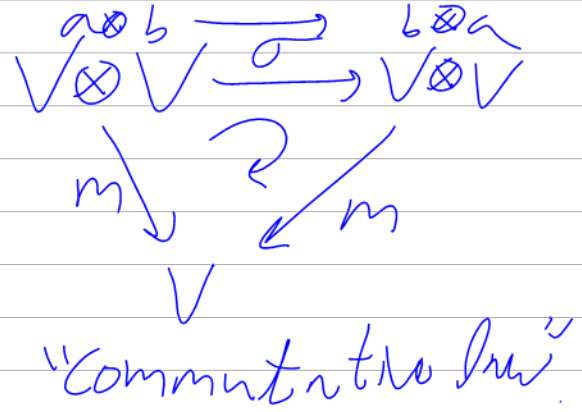 a⊗b → b⊗a
V⊗V σ→ V⊗V
m m
V
"Commutative law"